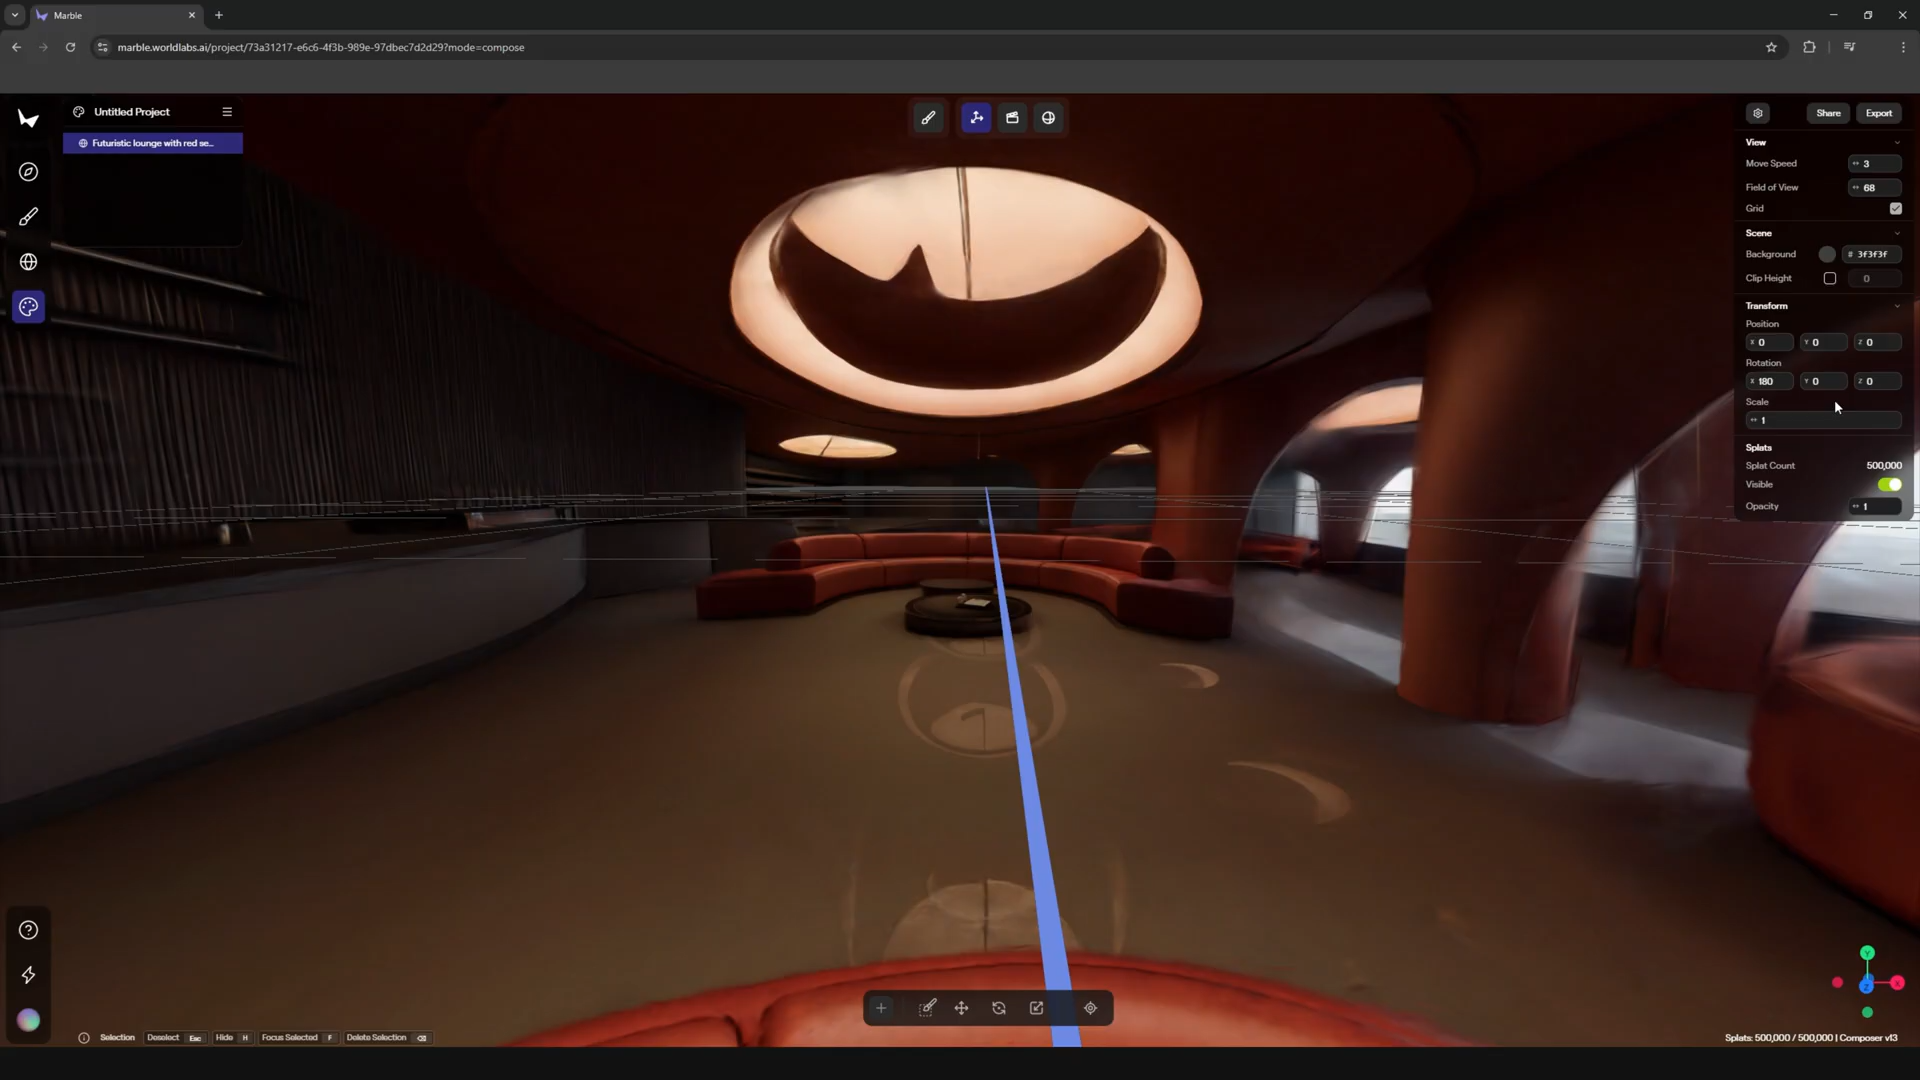 Marble
marble.worldlabs.ai/project/73a31217-e6c6-4f3b-989e-97dbec7d2d29?mode=compose
Untitled Project
Futuristic lounge with red se...
Share
Export
View
Move Speed
3
Field of View
68
Grid
Scene
Background
# 3f3f3f
Clip Height
0
Transform
Position
X 0
Y 0
Z 0
Rotation
X 180
Y 0
Z 0
Scale
1
Splats
Splat Count
500,000
Visible
Opacity
1
Y
X
Z
Selection
Deselect Esc
Hide H
Focus Selected F
Delete Selection
Splats: 500,000 / 500,000 | Composer v13